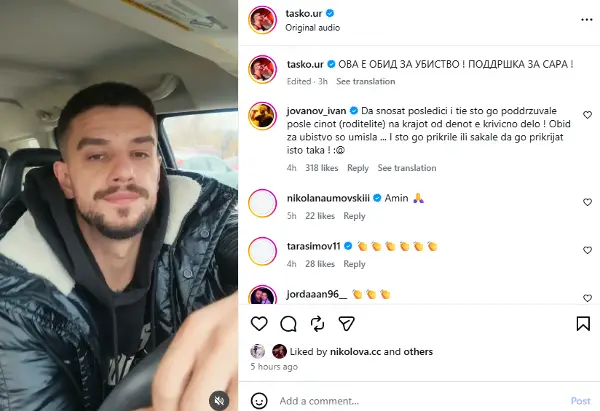 tasko.ur
Original audio
tasko.ur ОВА Е ОБИД ЗА УБИСТВО ! ПОДДРШКА ЗА САРА !
Edited · 3h See translation
jovanov_ivan Da snosat posledici i tie sto go poddrzuvale
posle cinot (roditelite) na krajot od denot e krivicno delo ! Obid
za ubistvo so umisla ... I sto go prikrile ili sakale da go prikrijat
isto taka ! :@
4h 318 likes Reply See translation
nikolanaumovskiii Amin 🙏
5h 22 likes Reply
tarasimov11 👏 👏 👏 👏 👏 👏
4h 28 likes Reply
jordaaan96__ 👏 👏 👏
Liked by nikolova.cc and others
5 hours ago
Add a comment...
Post